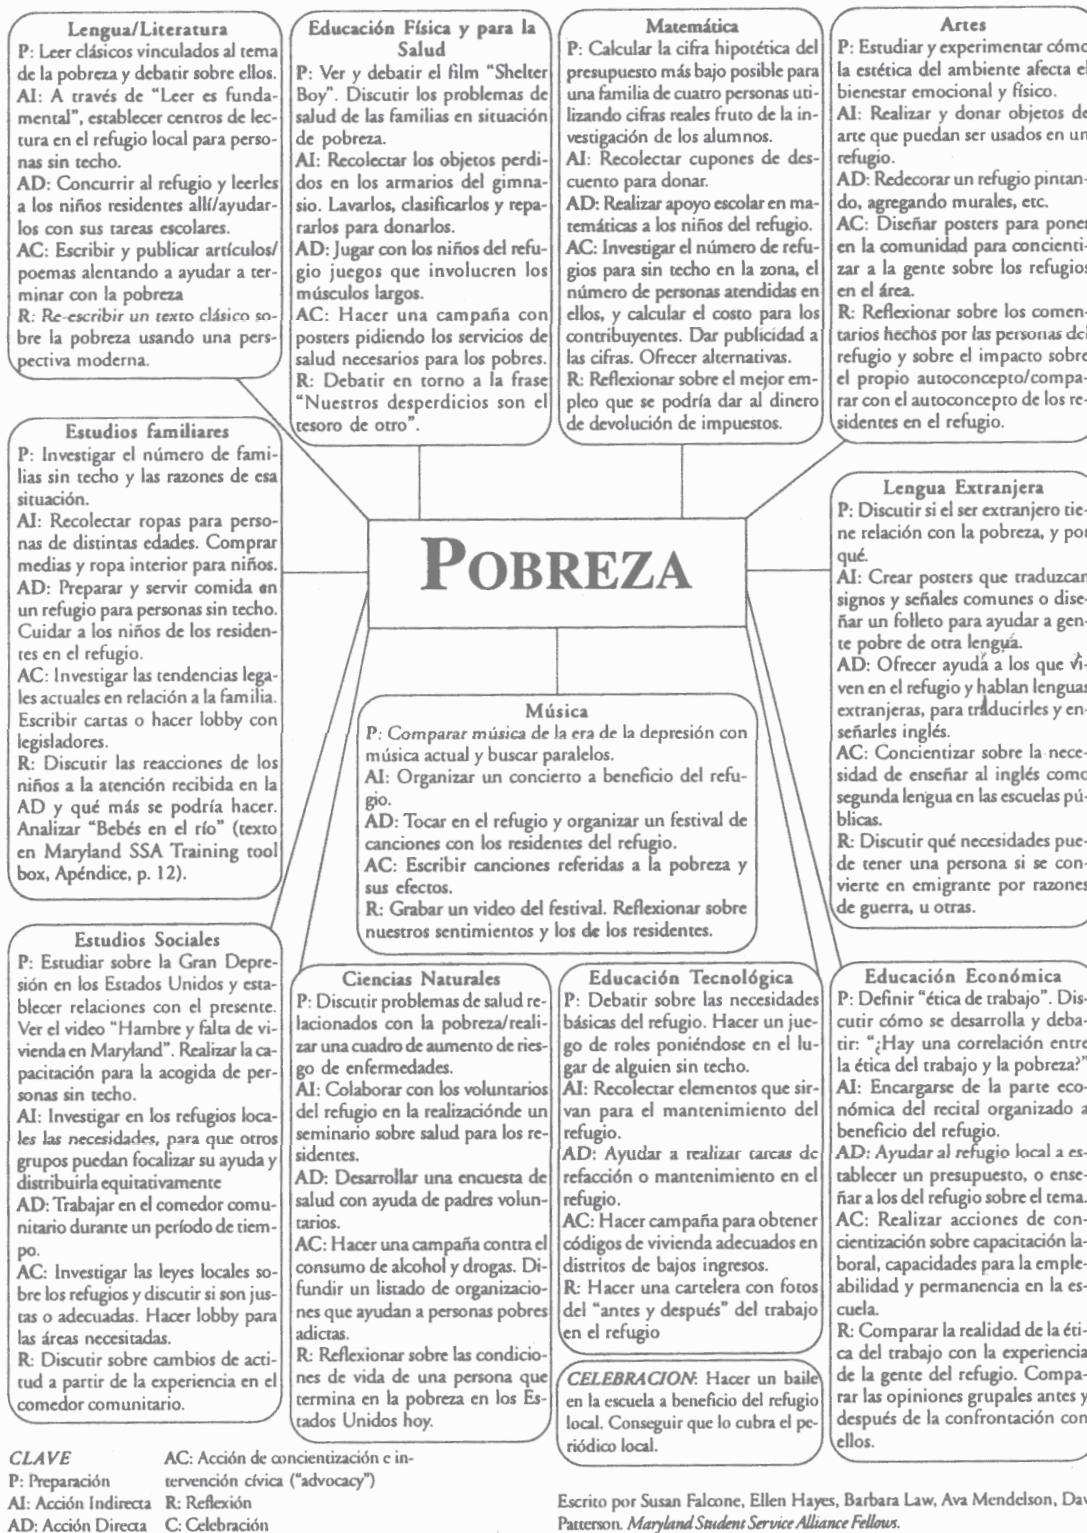 Lengua/Literatura
P: Leer clásicos vinculados al tema
de la pobreza y debatir sobre ellos.
AI: A través de “Leer es funda-
mental”, establecer centros de lec-
tura en el refugio local para perso-
nas sin techo.
AD: Concurrir al refugio y leerles
a los niños residentes allí/ayudar-
los con sus tareas escolares.
AC: Escribir y publicar artículos/
poemas alentando a ayudar a ter-
minar con la pobreza
R: Re-escribir un texto clásico so-
bre la pobreza usando una pers-
pectiva moderna.
Educación Física y para la
Salud
P: Ver y debatir el film “Shelter
Boy”. Discutir los problemas de
salud de las familias en situación
de pobreza.
AI: Recolectar los objetos perdi-
dos en los armarios del gimna-
sio. Lavarlos, clasificarlos y repa-
rarlos para donarlos.
AD: Jugar con los niños del refu-
gio juegos que involucren los
músculos largos.
AC: Hacer una campaña con
posters pidiendo los servicios de
salud necesarios para los pobres.
R: Debatir en torno a la frase
“Nuestros desperdicios son el
tesoro de otro”.
Matemática
P: Calcular la cifra hipotética del
presupuesto más bajo posible para
una familia de cuatro personas uti-
lizando cifras reales fruto de la in-
vestigación de los alumnos.
AI: Recolectar cupones de des-
cuento para donar.
AD: Realizar apoyo escolar en ma-
temáticas a los niños del refugio.
AC: Investigar el número de refu-
gios para sin techo en la zona, el
número de personas atendidas en
ellos, y calcular el costo para los
contribuyentes. Dar publicidad a
las cifras. Ofrecer alternativas.
R: Reflexionar sobre el mejor em-
pleo que se podría dar al dinero
de devolución de impuestos.
Artes
P: Estudiar y experimentar cómo
la estética del ambiente afecta el
bienestar emocional y físico.
AI: Realizar y donar objetos de
arte que puedan ser usados en un
refugio.
AD: Redecorar un refugio pintan-
do, agregando murales, etc.
AC: Diseñar posters para poner
en la comunidad para concienti-
zar a la gente sobre los refugios
en el área.
R: Reflexionar sobre los comen-
tarios hechos por las personas del
refugio y sobre el impacto sobre
el propio autoconcepto/compa-
rar con el autoconcepto de los re-
sidentes en el refugio.
Estudios familiares
P: Investigar el número de fami-
lias sin techo y las razones de esa
situación.
AI: Recolectar ropas para perso-
nas de distintas edades. Comprar
medias y ropa interior para niños.
AD: Preparar y servir comida en
un refugio para personas sin techo.
Cuidar a los niños de los residen-
tes en el refugio.
AC: Investigar las tendencias lega-
les actuales en relación a la familia.
Escribir cartas o hacer lobby con
legisladores.
R: Discutir las reacciones de los
niños a la atención recibida en la
AD y qué más se podría hacer.
Analizar “Bebés en el río” (texto
en Maryland SSA Training tool
box, Apéndice, p. 12).
POBREZA
Lengua Extranjera
P: Discutir si el ser extranjero tie-
ne relación con la pobreza, y por
qué.
AI: Crear posters que traduzcan
signos y señales comunes o dise-
ñar un folleto para ayudar a gen-
te pobre de otra lengua.
AD: Ofrecer ayuda a los que vi-
ven en el refugio y hablan lenguas
extranjeras, para traducirles y en-
señarles inglés.
AC: Concientizar sobre la nece-
sidad de enseñar al inglés como
segunda lengua en las escuelas pú-
blicas.
R: Discutir qué necesidades pue-
de tener una persona si se con-
vierte en emigrante por razones
de guerra, u otras.
Música
P: Comparar música de la era de la depresión con
música actual y buscar paralelos.
AI: Organizar un concierto a beneficio del refu-
gio.
AD: Tocar en el refugio y organizar un festival de
canciones con los residentes del refugio.
AC: Escribir canciones referidas a la pobreza y
sus efectos.
R: Grabar un video del festival. Reflexionar sobre
nuestros sentimientos y los de los residentes.
Estudios Sociales
P: Estudiar sobre la Gran Depre-
sión en los Estados Unidos y esta-
blecer relaciones con el presente.
Ver el video “Hambre y falta de vi-
vienda en Maryland”. Realizar la ca-
pacitación para la acogida de per-
sonas sin techo.
AI: Investigar en los refugios loca-
les las necesidades, para que otros
grupos puedan focalizar su ayuda y
distribuirla equitativamente
AD: Trabajar en el comedor comu-
nitario durante un período de tiem-
po.
AC: Investigar las leyes locales so-
bre los refugios y discutir si son jus-
tas o adecuadas. Hacer lobby para
las áreas necesitadas.
R: Discutir sobre cambios de acti-
tud a partir de la experiencia en el
comedor comunitario.
Ciencias Naturales
P: Discutir problemas de salud re-
lacionados con la pobreza/reali-
zar una cuadro de aumento de ries-
go de enfermedades.
AI: Colaborar con los voluntarios
del refugio en la realizaciónde un
seminario sobre salud para los re-
sidentes.
AD: Desarrollar una encuesta de
salud con ayuda de padres volun-
tarios.
AC: Hacer una campaña contra el
consumo de alcohol y drogas. Di-
fundir un listado de organizacio-
nes que ayudan a personas pobres
adictas.
R: Reflexionar sobre las condicio-
nes de vida de una persona que
termina en la pobreza en los Es-
tados Unidos hoy.
Educación Tecnológica
P: Debatir sobre las necesidades
básicas del refugio. Hacer un jue-
go de roles poniéndose en el lu-
gar de alguien sin techo.
AI: Recolectar elementos que sir-
van para el mantenimiento del
refugio.
AD: Ayudar a realizar tareas de
refacción o mantenimiento en el
refugio.
AC: Hacer campaña para obtener
códigos de vivienda adecuados en
distritos de bajos ingresos.
R: Hacer una cartelera con fotos
del “antes y después” del trabajo
en el refugio
CELEBRACION: Hacer un baile
en la escuela a beneficio del refugio
local. Conseguir que lo cubra el pe-
riódico local.
Educación Económica
P: Definir “ética de trabajo”. Dis-
cutir cómo se desarrolla y deba-
tir: “¿Hay una correlación entre
la ética del trabajo y la pobreza?”
AI: Encargarse de la parte eco-
nómica del recital organizado a
beneficio del refugio.
AD: Ayudar al refugio local a es-
tablecer un presupuesto, o ense-
ñar a los del refugio sobre el tema.
AC: Realizar acciones de con-
cientización sobre capacitación la-
boral, capacidades para la emple-
abilidad y permanencia en la es-
cuela.
R: Comparar la realidad de la éti-
ca del trabajo con la experiencia
de la gente del refugio. Compa-
rar las opiniones grupales antes y
después de la confrontación con
ellos.
CLAVE
P: Preparación
AI: Acción Indirecta
AD: Acción Directa
AC: Acción de concientización e in-
tervención cívica (“advocacy”)
R: Reflexión
C: Celebración
Escrito por Susan Falcone, Ellen Hayes, Barbara Law, Ava Mendelson, Dav
Patterson. Maryland Student Service Alliance Fellows.